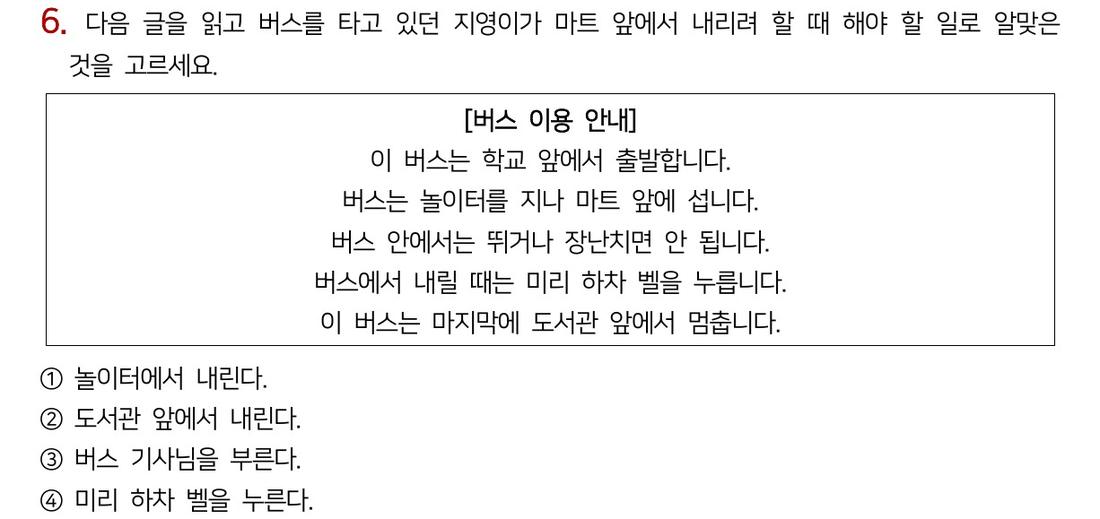 6. 다음 글을 읽고 버스를 타고 있던 지영이가 마트 앞에서 내리려 할 때 해야 할 일로 알맞은
것을 고르세요.
[버스 이용 안내]
이 버스는 학교 앞에서 출발합니다.
버스는 놀이터를 지나 마트 앞에 섭니다.
버스 안에서는 뛰거나 장난치면 안 됩니다.
버스에서 내릴 때는 미리 하차 벨을 누릅니다.
이 버스는 마지막에 도서관 앞에서 멈춥니다.
① 놀이터에서 내린다.
② 도서관 앞에서 내린다.
③ 버스 기사님을 부른다.
④ 미리 하차 벨을 누른다.